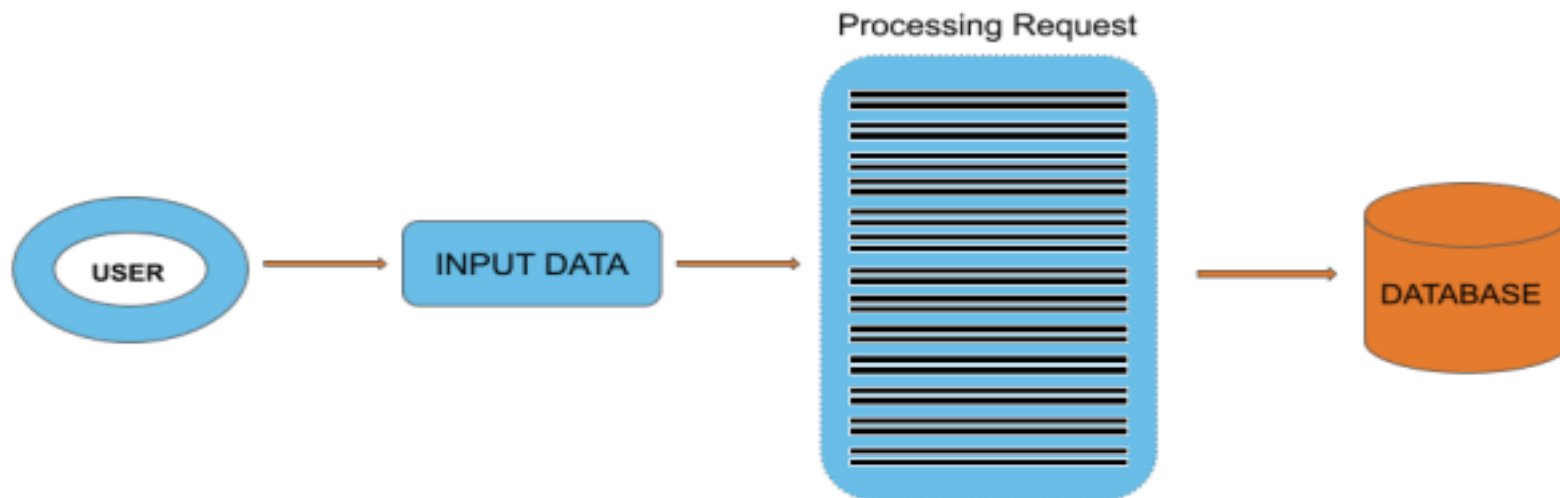 Processing Request
USER
INPUT DATA
DATABASE